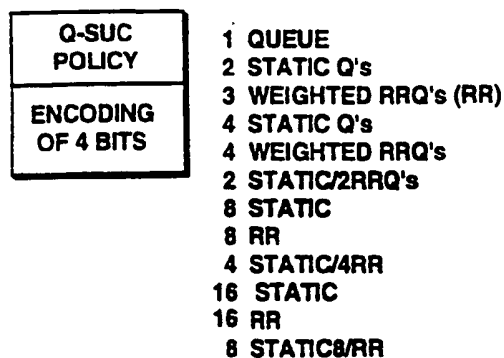 Q-SUC
POLICY
ENCODING
OF 4 BITS
1 QUEUE
2 STATIC Q's
3 WEIGHTED RRQ's (RR)
4 STATIC Q's
4 WEIGHTED RRQ's
2 STATIC/2RRQ's
8 STATIC
8 RR
4 STATIC/4RR
16 STATIC
16 RR
8 STATIC8/RR